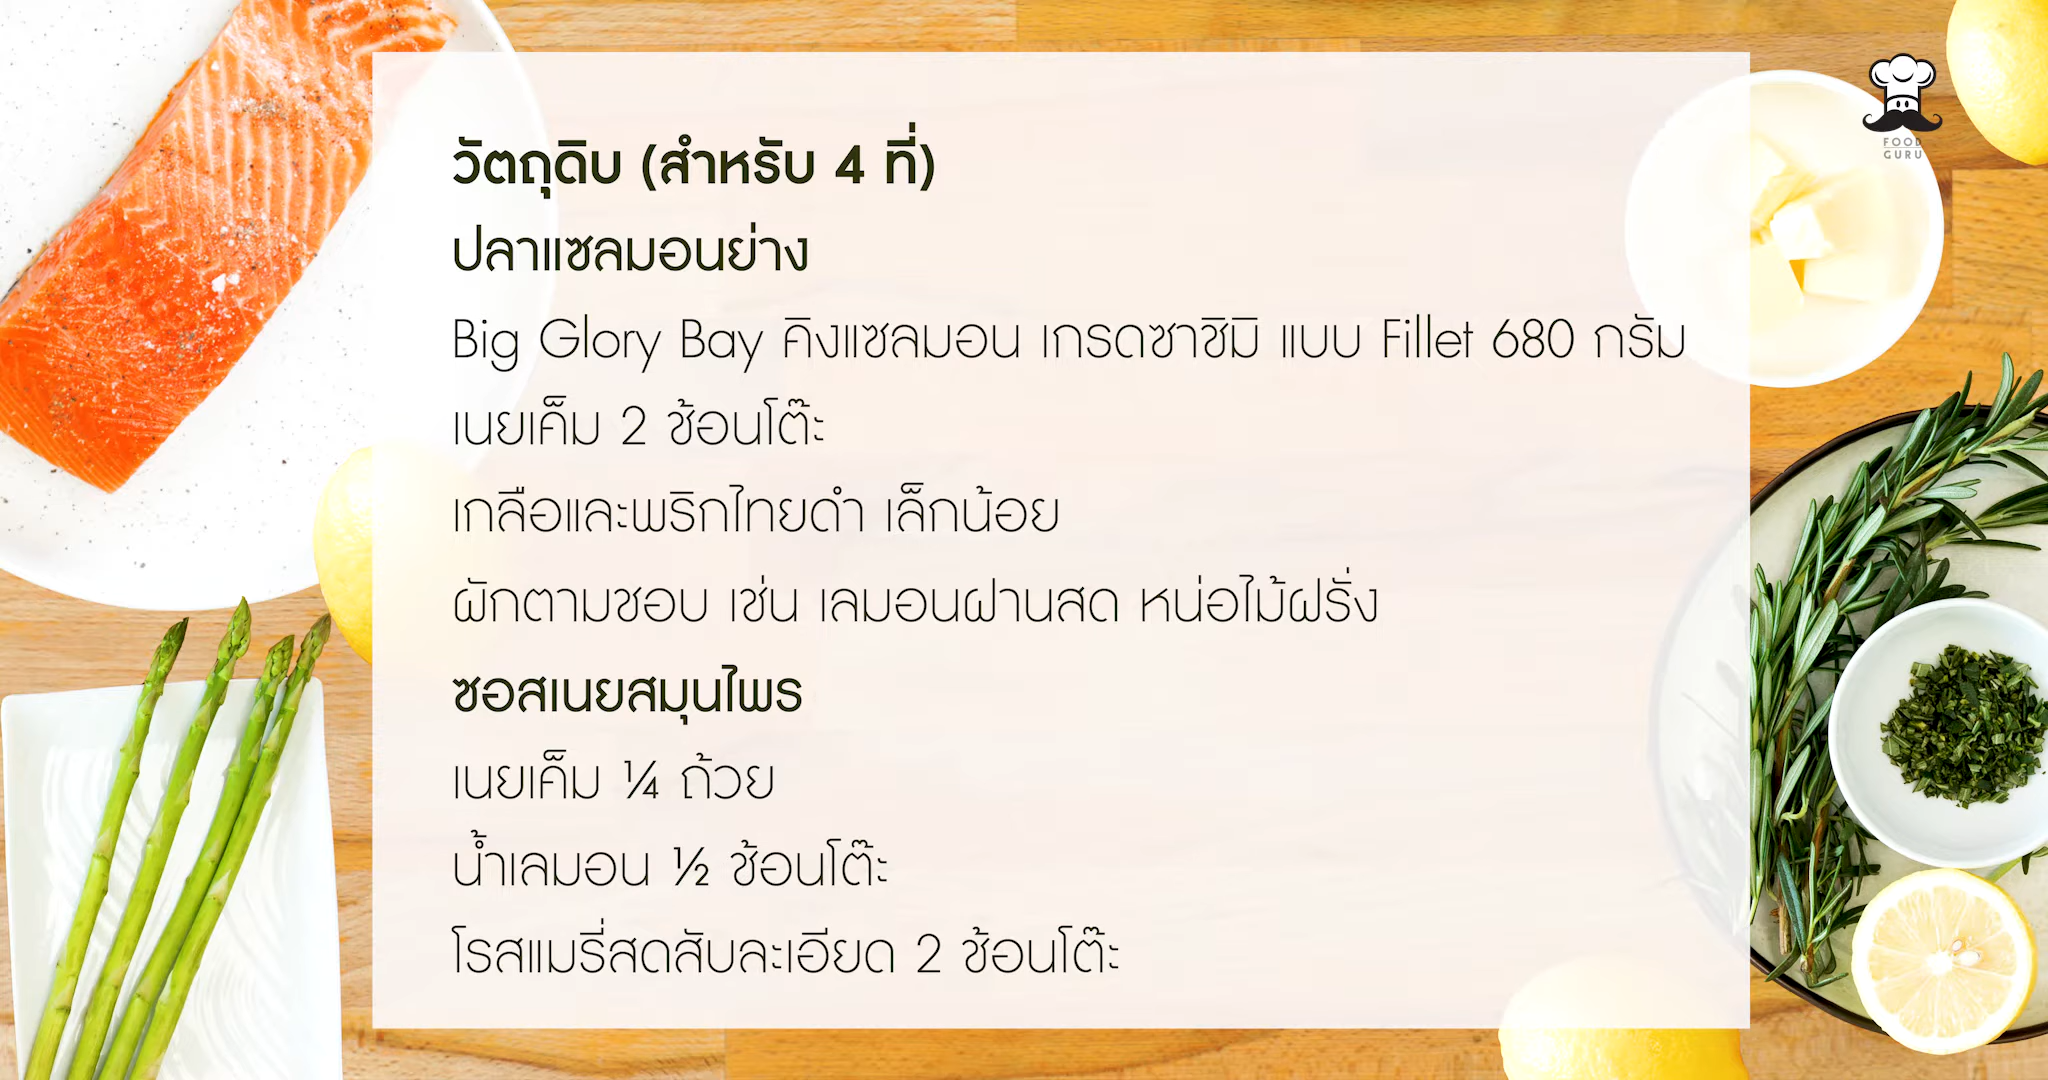 วัตถุดิบ (สำหรับ 4 ที่)
ปลาแซลมอนย่าง
Big Glory Bay คิงแซลมอน เกรดซาชิมิ แบบ Fillet 680 กรัม
เนยเค็ม 2 ช้อนโต๊ะ
เกลือและพริกไทยดำ เล็กน้อย
ผักตามชอบ เช่น เลมอนฝานสด หน่อไม้ฝรั่ง
ซอสเนยสมุนไพร
เนยเค็ม ¼ ถ้วย
น้ำเลมอน ½ ช้อนโต๊ะ
โรสแมรี่สดสับละเอียด 2 ช้อนโต๊ะ
FOOD
GURU